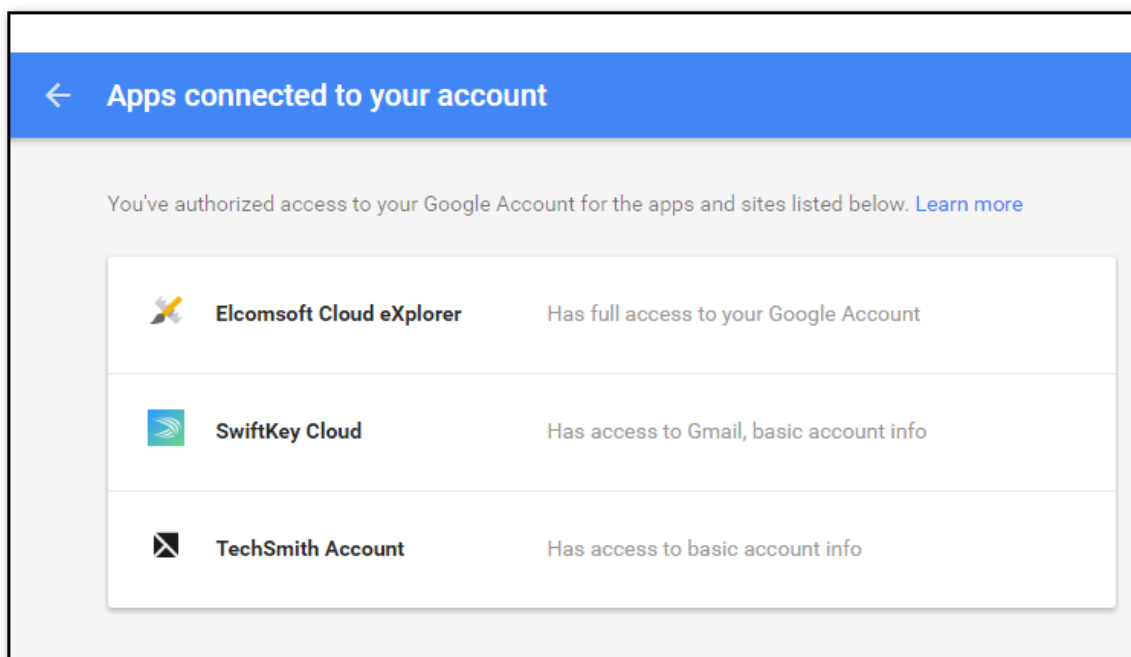 Apps connected to your account
You've authorized access to your Google Account for the apps and sites listed below. Learn more
Elcomsoft Cloud eXplorer Has full access to your Google Account
SwiftKey Cloud Has access to Gmail, basic account info
TechSmith Account Has access to basic account info